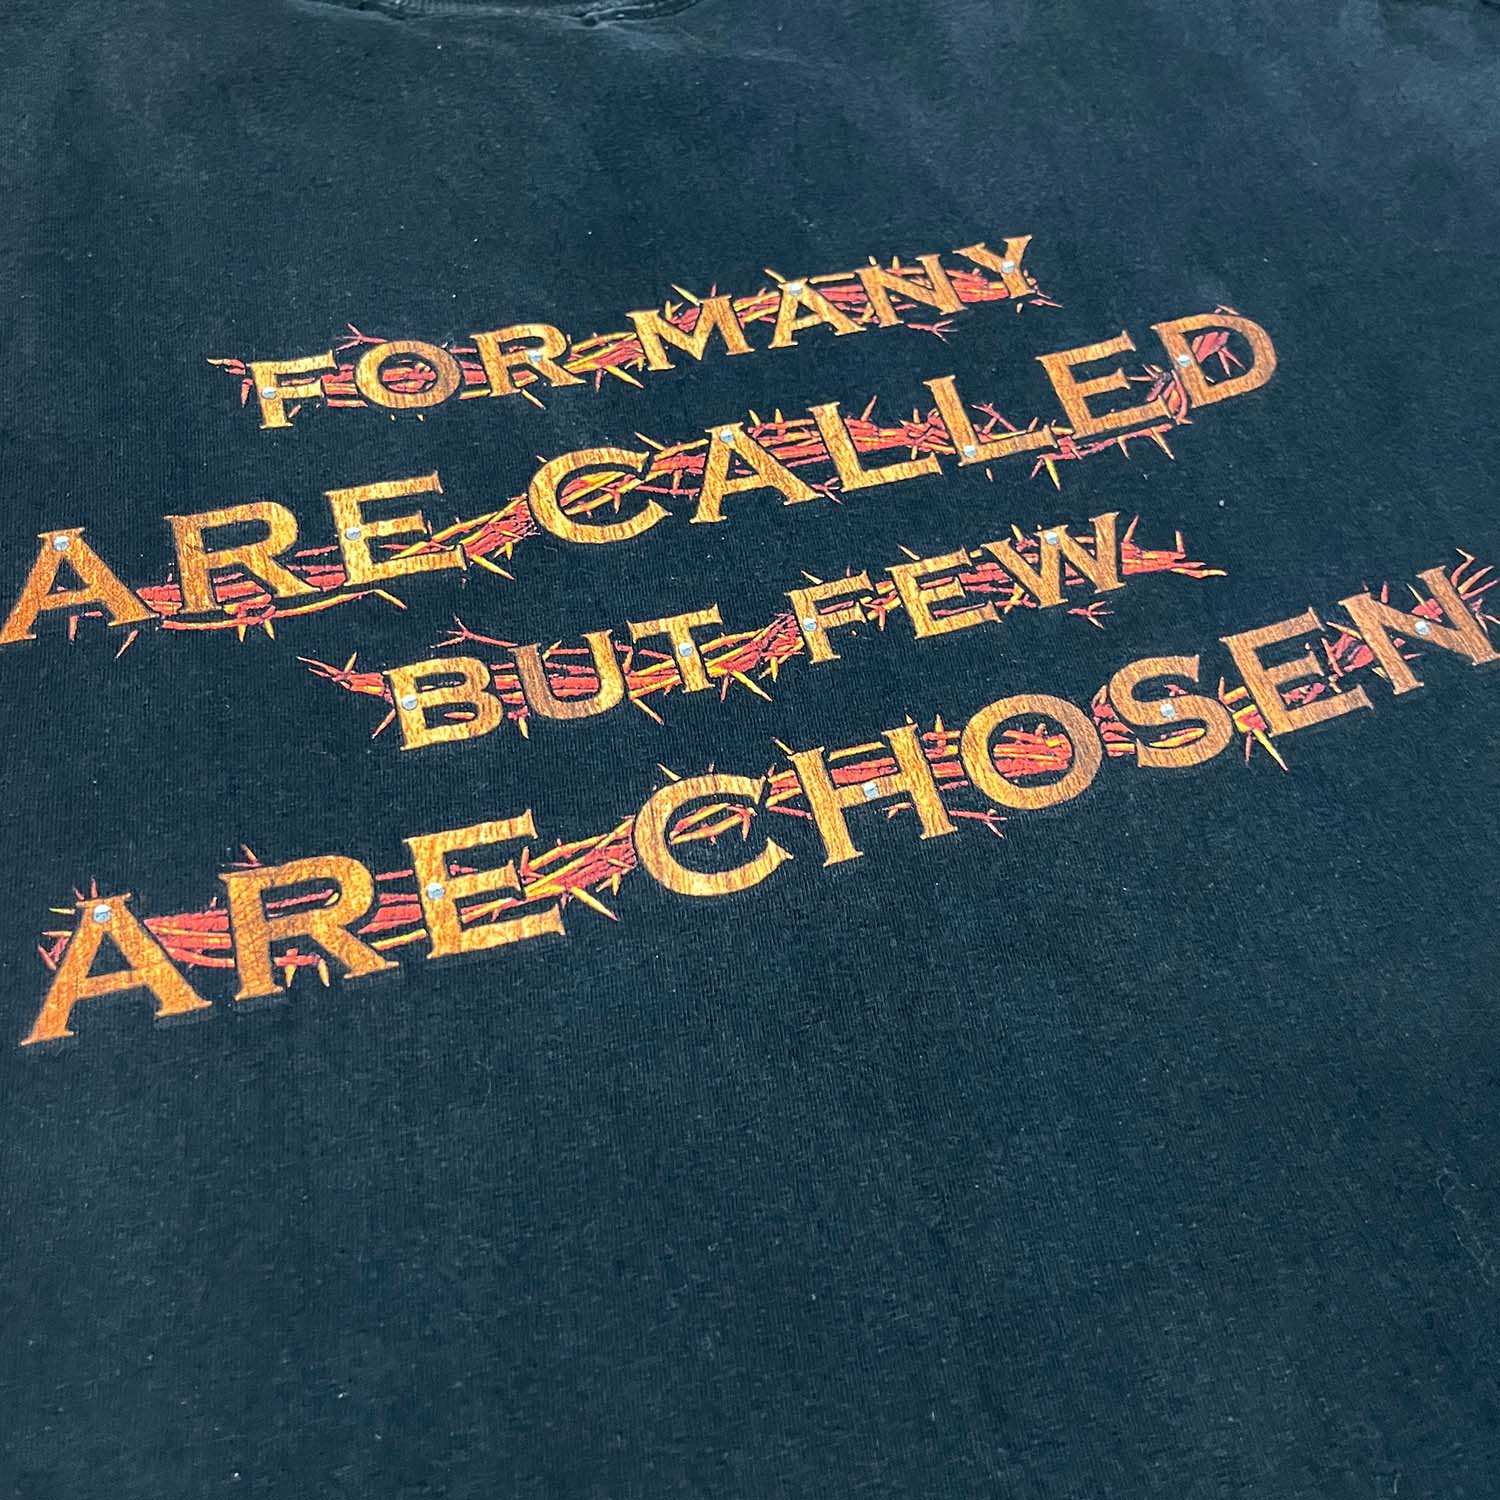 FOR MANY
ARE CALLED
BUT FEW
ARE CHOSEN